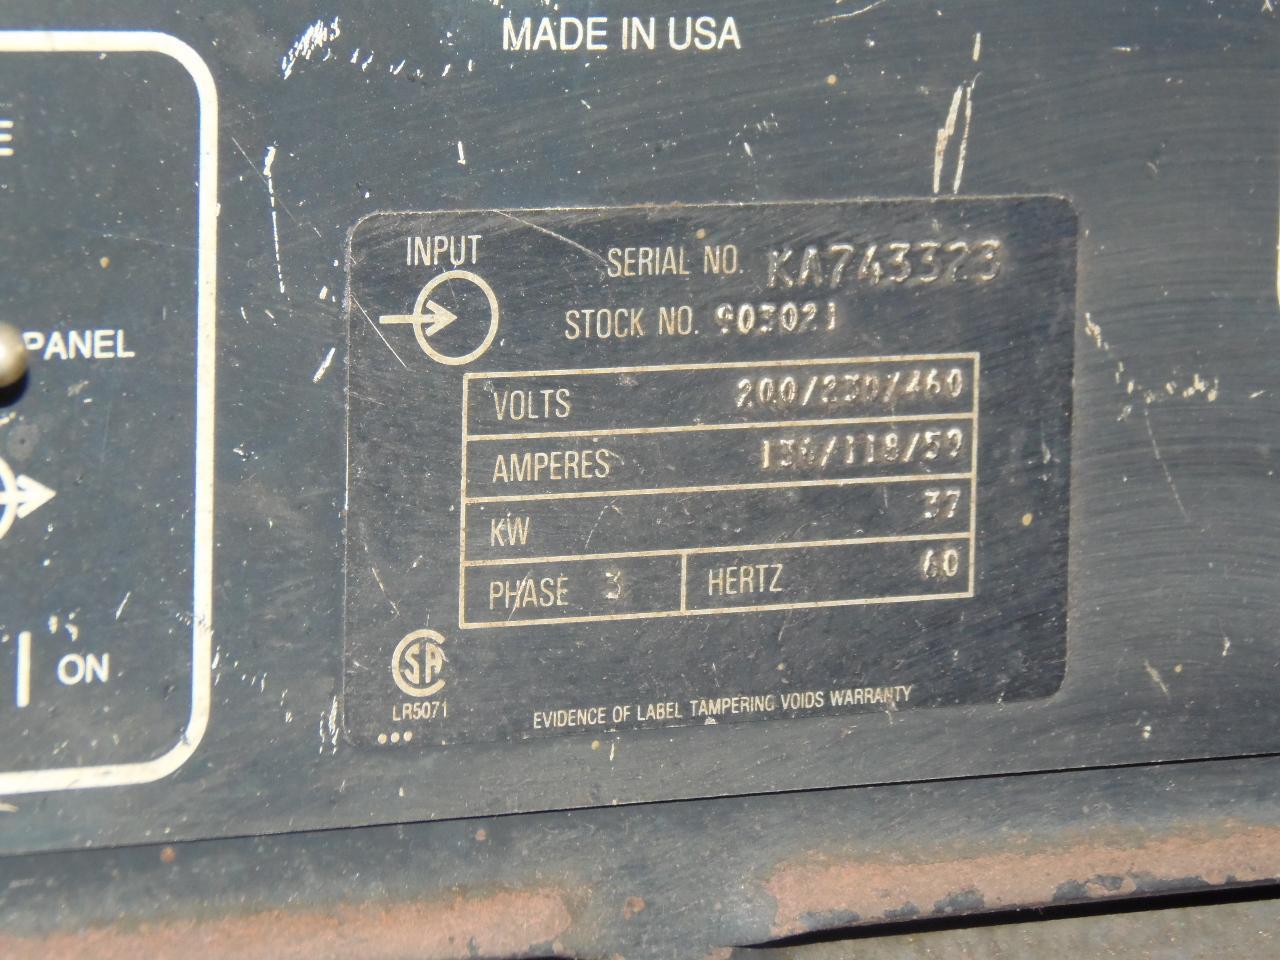 MADE IN USA
E
PANEL
ON
INPUT
SERIAL NO. KA743323
STOCK NO. 903021
VOLTS 200/230/460
AMPERES 136/118/59
KW 37
PHASE 3 HERTZ 60
CSA
LR5071
EVIDENCE OF LABEL TAMPERING VOIDS WARRANTY